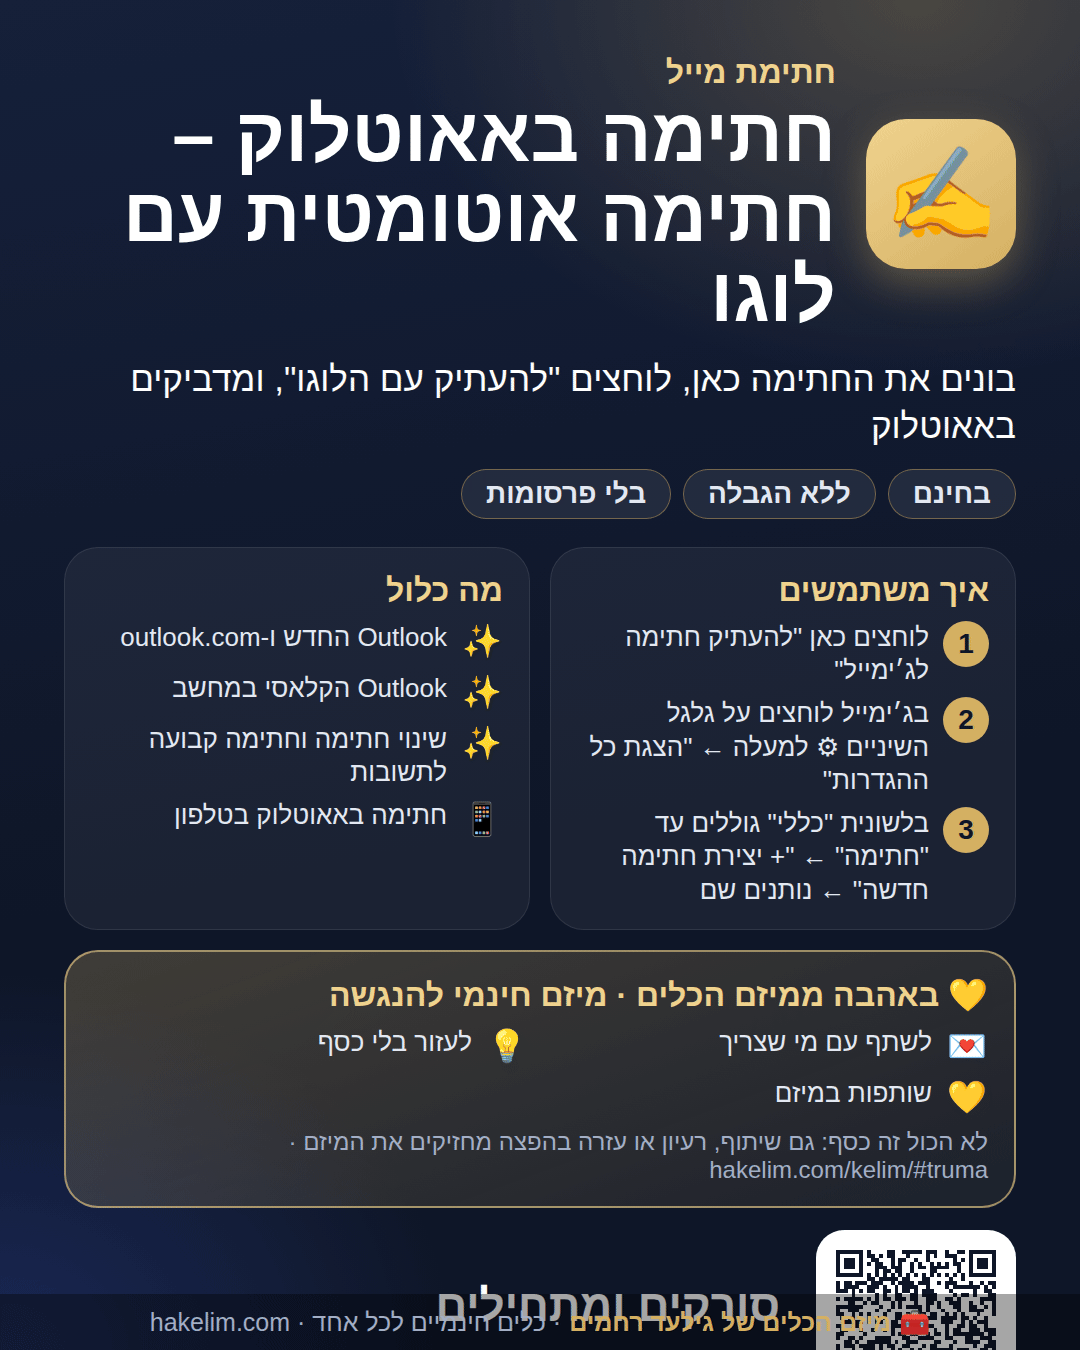 חתימת מייל
חתימה באאוטלוק –
חתימה אוטומטית עם
לוגו
בונים את החתימה כאן, לוחצים "להעתיק עם הלוגו", ומדביקים
באאוטלוק
בחינם
ללא הגבלה
בלי פרסומות
איך משתמשים
1 לוחצים כאן "להעתיק חתימה
לג׳ימייל"
2 בג׳ימייל לוחצים על גלגל
השיניים ⚙ למעלה ← "הצגת כל
ההגדרות"
3 בלשונית "כללי" גוללים עד
"חתימה" ← "+ יצירת חתימה
חדשה" ← נותנים שם
מה כלול
✨ Outlook החדש ו-outlook.com
✨ Outlook הקלאסי במחשב
✨ שינוי חתימה וחתימה קבועה
לתשובות
📱 חתימה באאוטלוק בטלפון
💛 באהבה ממיזם הכלים · מיזם חינמי להנגשה
💌 לשתף עם מי שצריך
💡 לעזור בלי כסף
💛 שותפות במיזם
לא הכול זה כסף: גם שיתוף, רעיון או עזרה בהפצה מחזיקים את המיזם ·
hakelim.com/kelim/#truma
סורקים ומתחילים
🧰 מיזם הכלים של גילעד רחמים · כלים חינמיים לכל אחד · hakelim.com